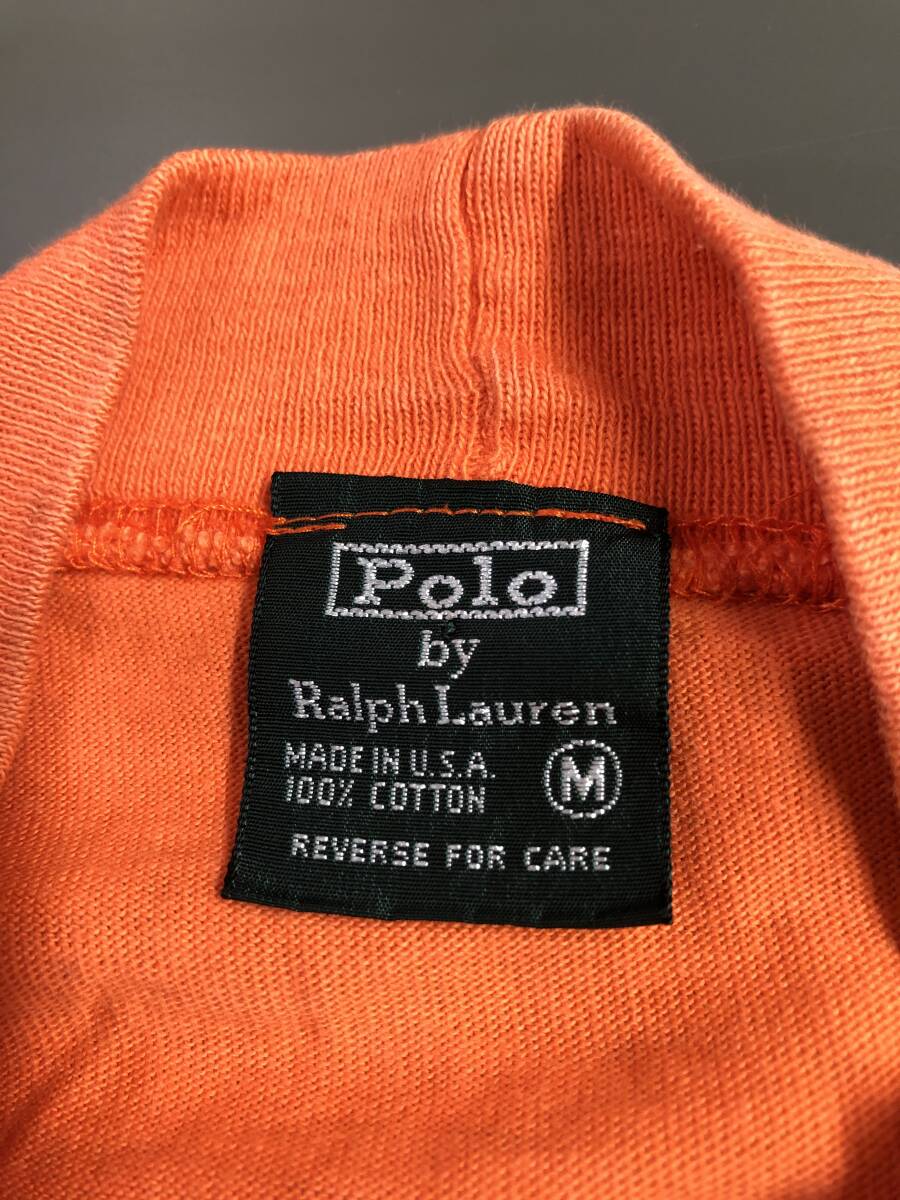 Polo
by
Ralph Lauren
MADE IN U.S.A.
100% COTTON
M
REVERSE FOR CARE